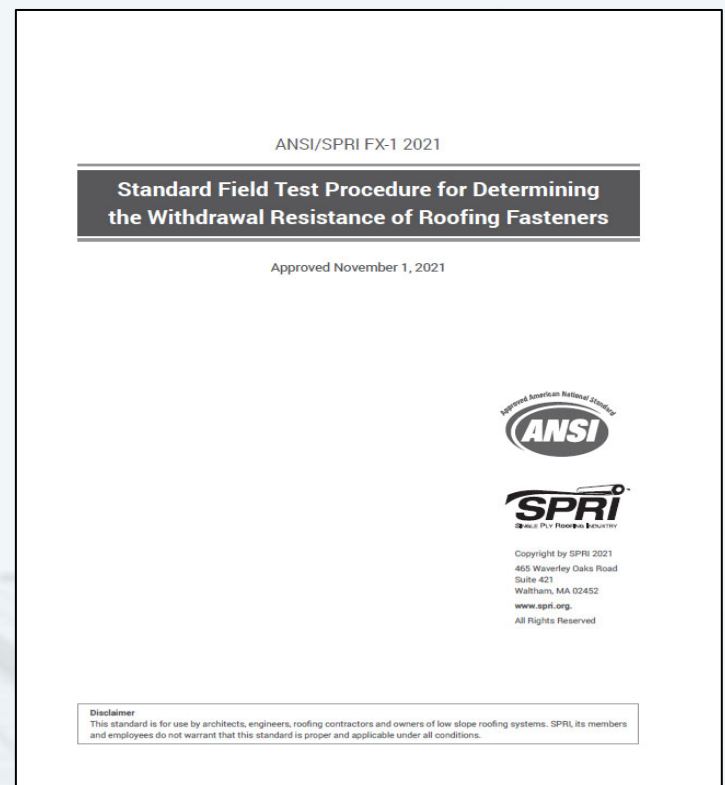 ANSI/SPRI FX-1 2021
Standard Field Test Procedure for Determining
the Withdrawal Resistance of Roofing Fasteners
Approved November 1, 2021
Approved American National Standard
ANSI
SPRI
SINGLE PLY ROOFING INDUSTRY
Copyright by SPRI 2021
465 Waverley Oaks Road
Suite 421
Waltham, MA 02452
www.spri.org.
All Rights Reserved
Disclaimer
This standard is for use by architects, engineers, roofing contractors and owners of low slope roofing systems. SPRI, its members
and employees do not warrant that this standard is proper and applicable under all conditions.